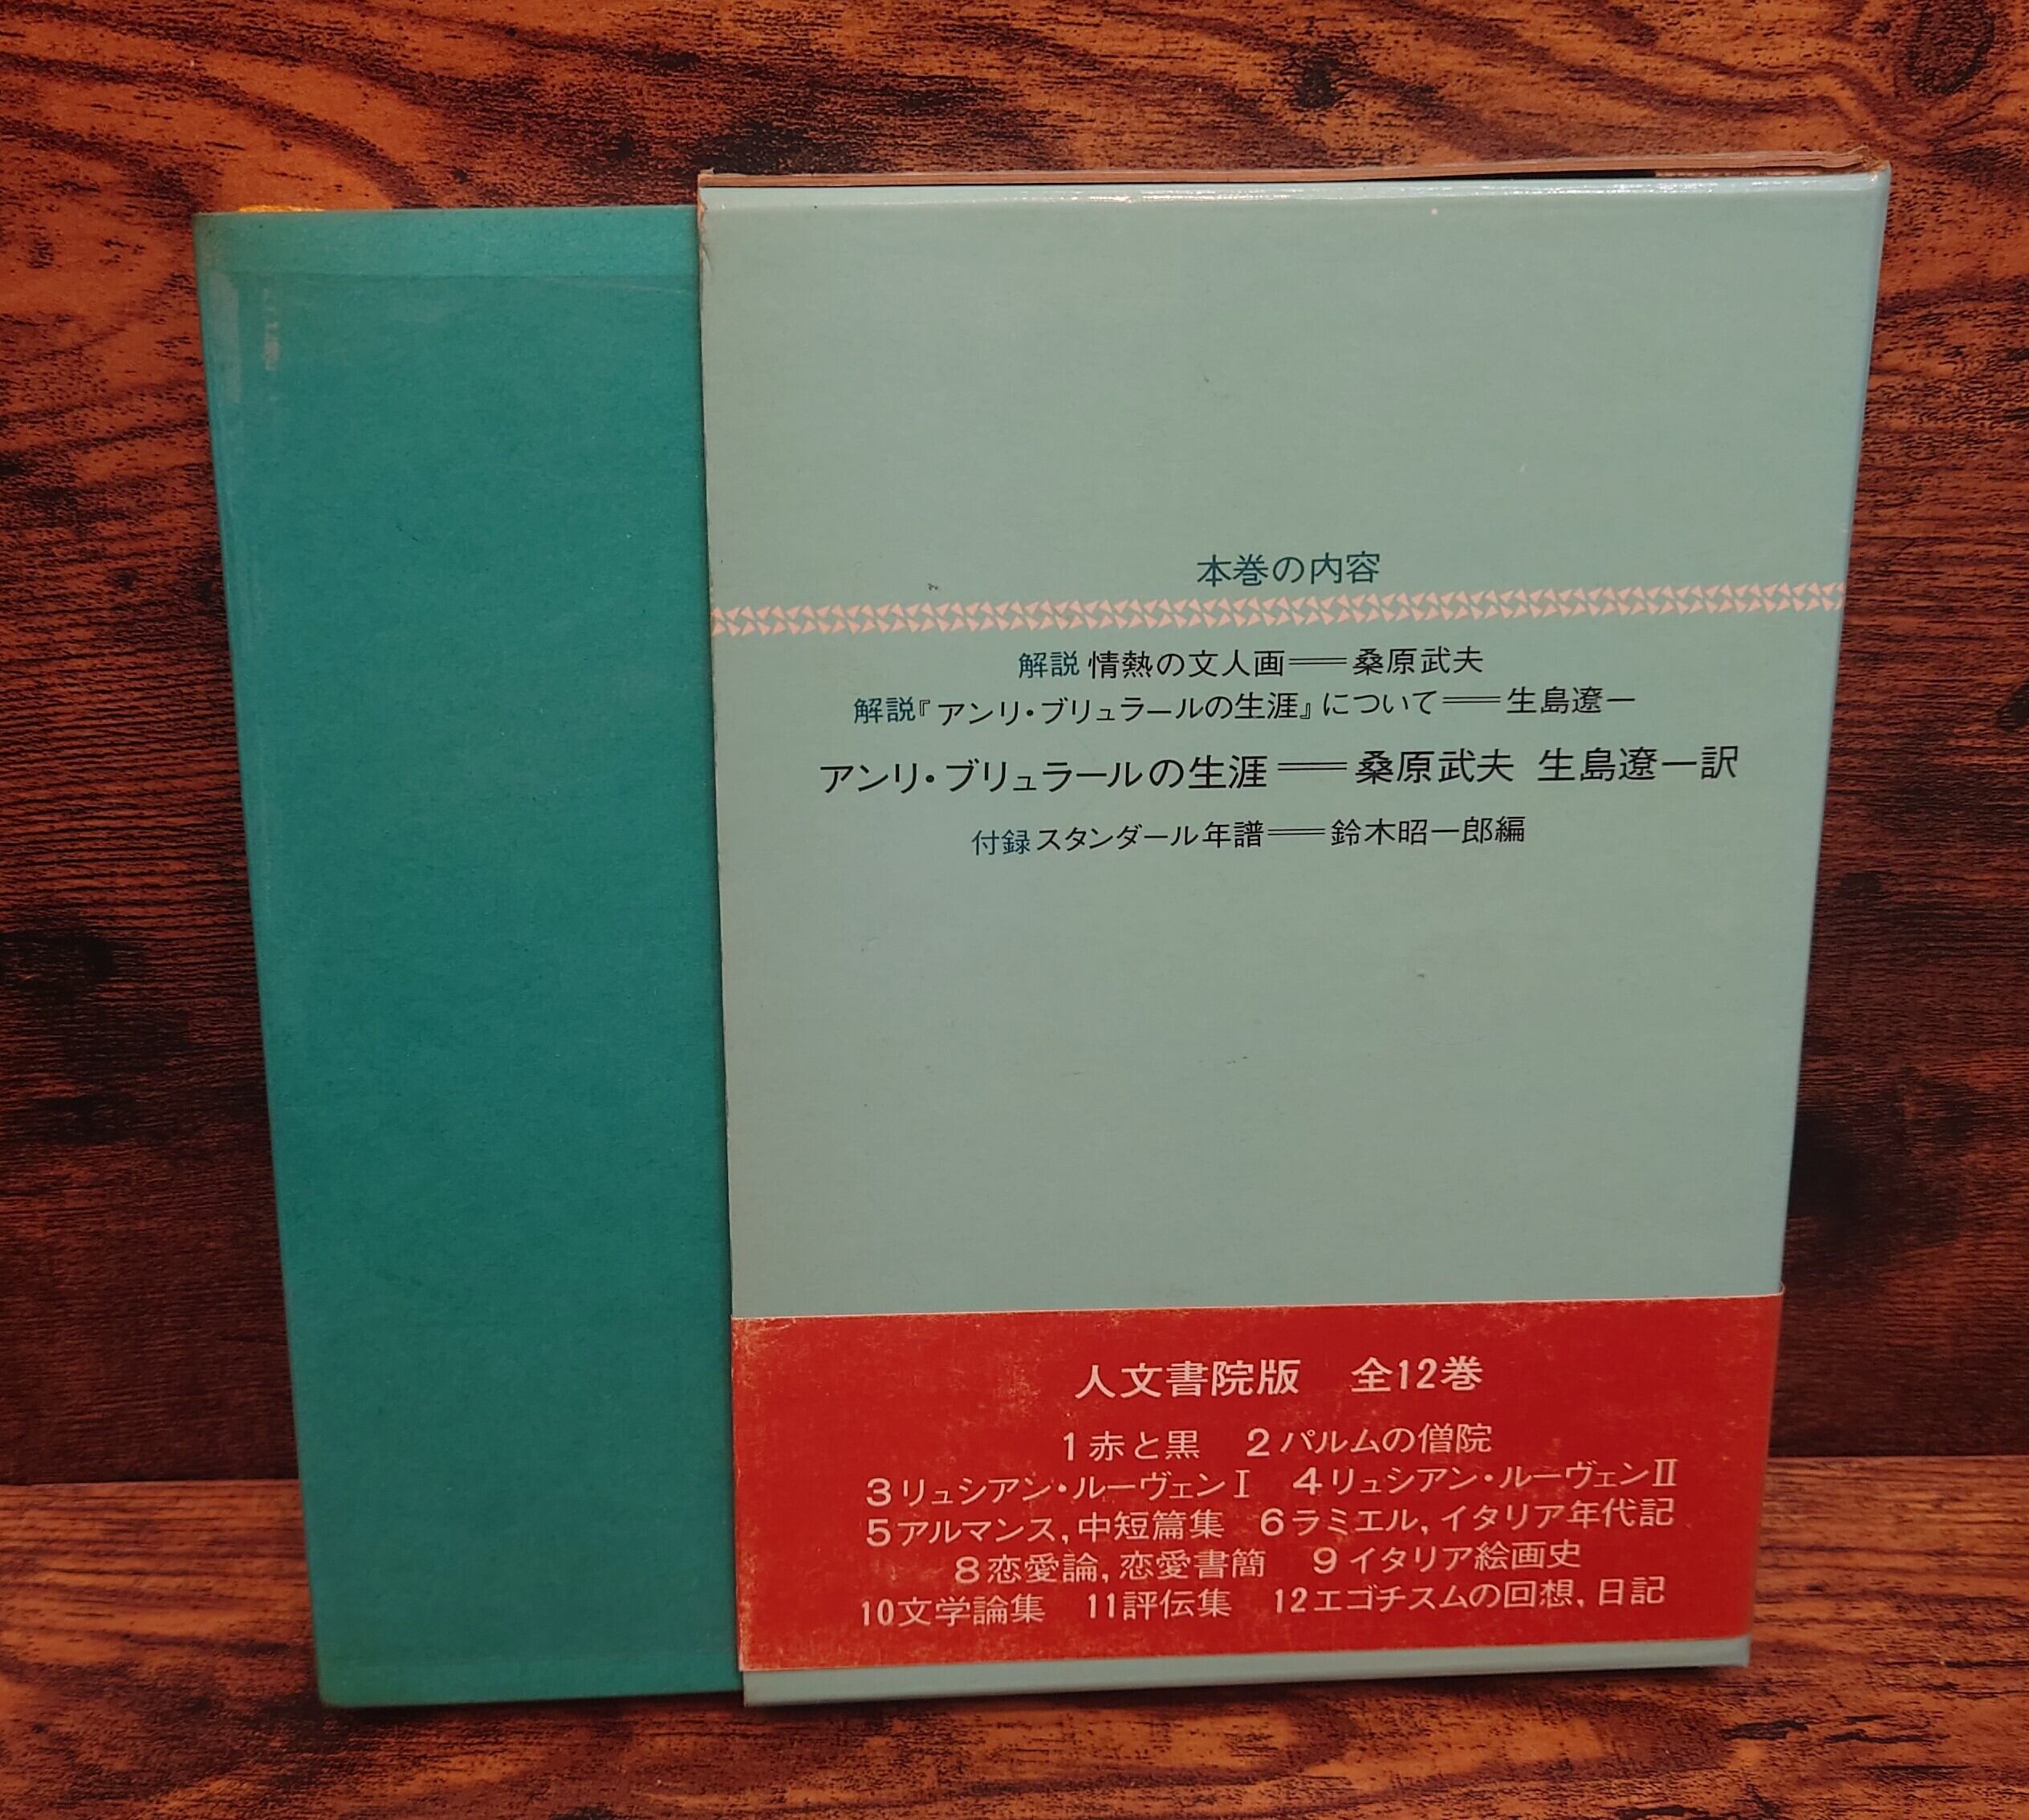 本巻の内容
解説 情熱の文人画══桑原武夫
解説『アンリ・ブリュラールの生涯』について══生島遼一
アンリ・ブリュラールの生涯══桑原武夫 生島遼一訳
付録 スタンダール年譜══鈴木昭一郎編
人文書院版 全12巻
1 赤と黒 2 パルムの僧院
3 リュシアン・ルーヴェンⅠ 4 リュシアン・ルーヴェンⅡ
5 アルマンス, 中短篇集 6 ラミエル, イタリア年代記
8 恋愛論, 恋愛書簡 9 イタリア絵画史
10 文学論集 11 評伝集 12 エゴチスムの回想, 日記